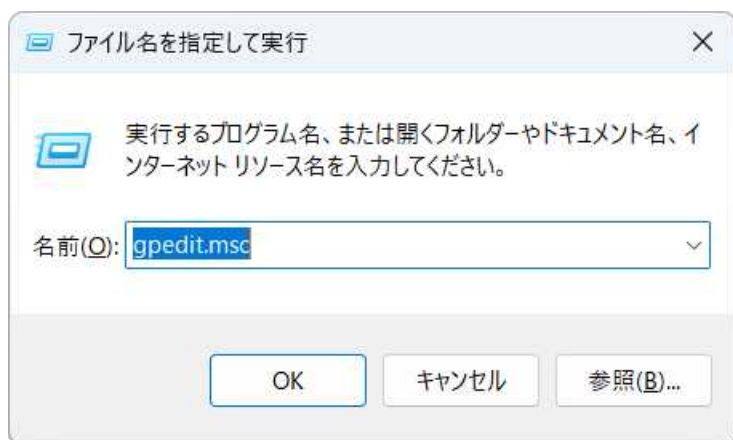 ファイル名を指定して実行
実行するプログラム名、または開くフォルダーやドキュメント名、イ
ンターネット リソース名を入力してください。
名前(O): gpedit.msc
OK キャンセル 参照(B)...